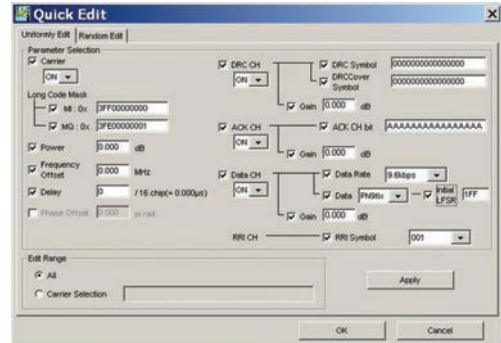 Quick Edit
Uniformly Edit Random Edit
Parameter Selection
Carrier
ON
Long Code Mask
MI : 0x 3FF00000000
MQ : 0x 3FE00000001
Power 0.000 dB
Frequency Offset 0.000 MHz
Delay 0 /16 chip(= 0.000μs)
Phase Offset 0.000 pi rad.
DRC CH
ON
DRC Symbol 0000000000000000
DRCCover Symbol 0000000000000000
Gain 0.000 dB
ACK CH
ON
ACK CH bit AAAAAAAAAAAAAAAA
Gain 0.000 dB
Data CH
ON
Data Rate 9.6kbps
Data PN9fix Initial LFSR 1FF
Gain 0.000 dB
RRI CH RRI Symbol 001
Edit Range
All
Carrier Selection
Apply
OK Cancel